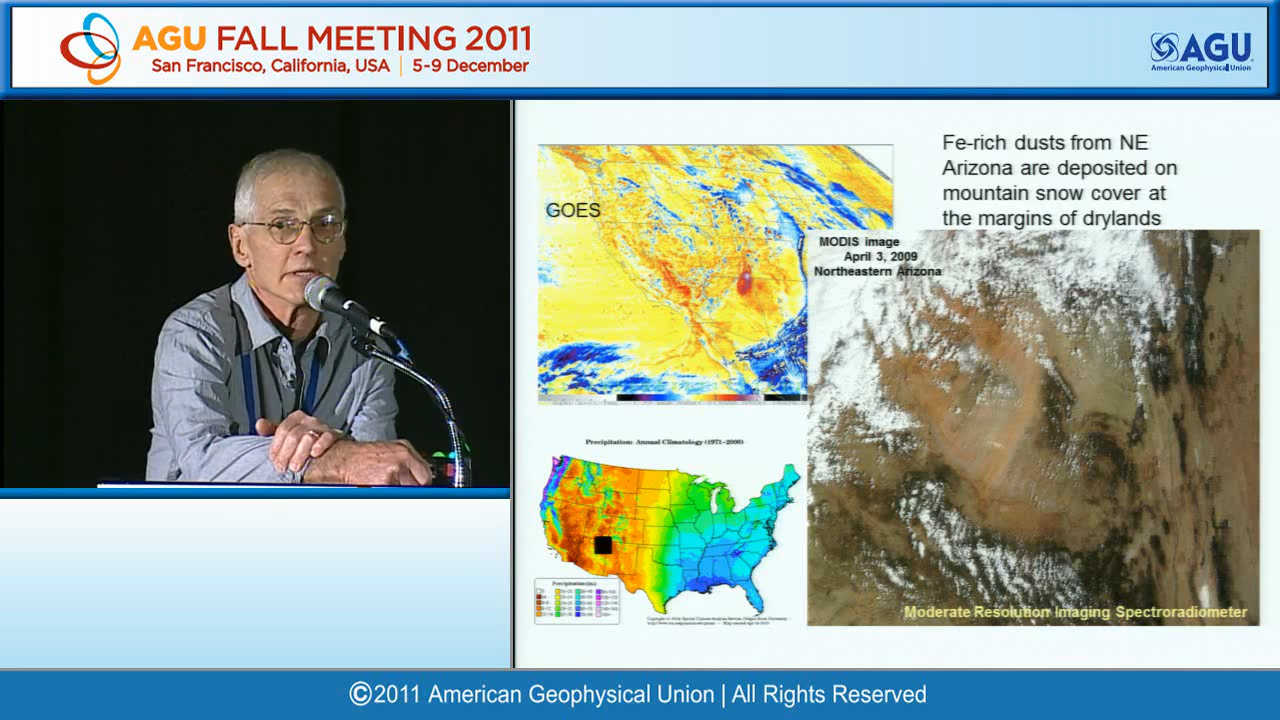 AGU FALL MEETING 2011
San Francisco, California, USA | 5-9 December
AGU
American Geophysical Union
Fe-rich dusts from NE
Arizona are deposited on
mountain snow cover at
the margins of drylands
GOES
MODIS image
April 3, 2009
Northeastern Arizona
Precipitation: Annual Climatology (1971-2000)
Precipitation (in.)
Moderate Resolution Imaging Spectroradiometer
©2011 American Geophysical Union | All Rights Reserved